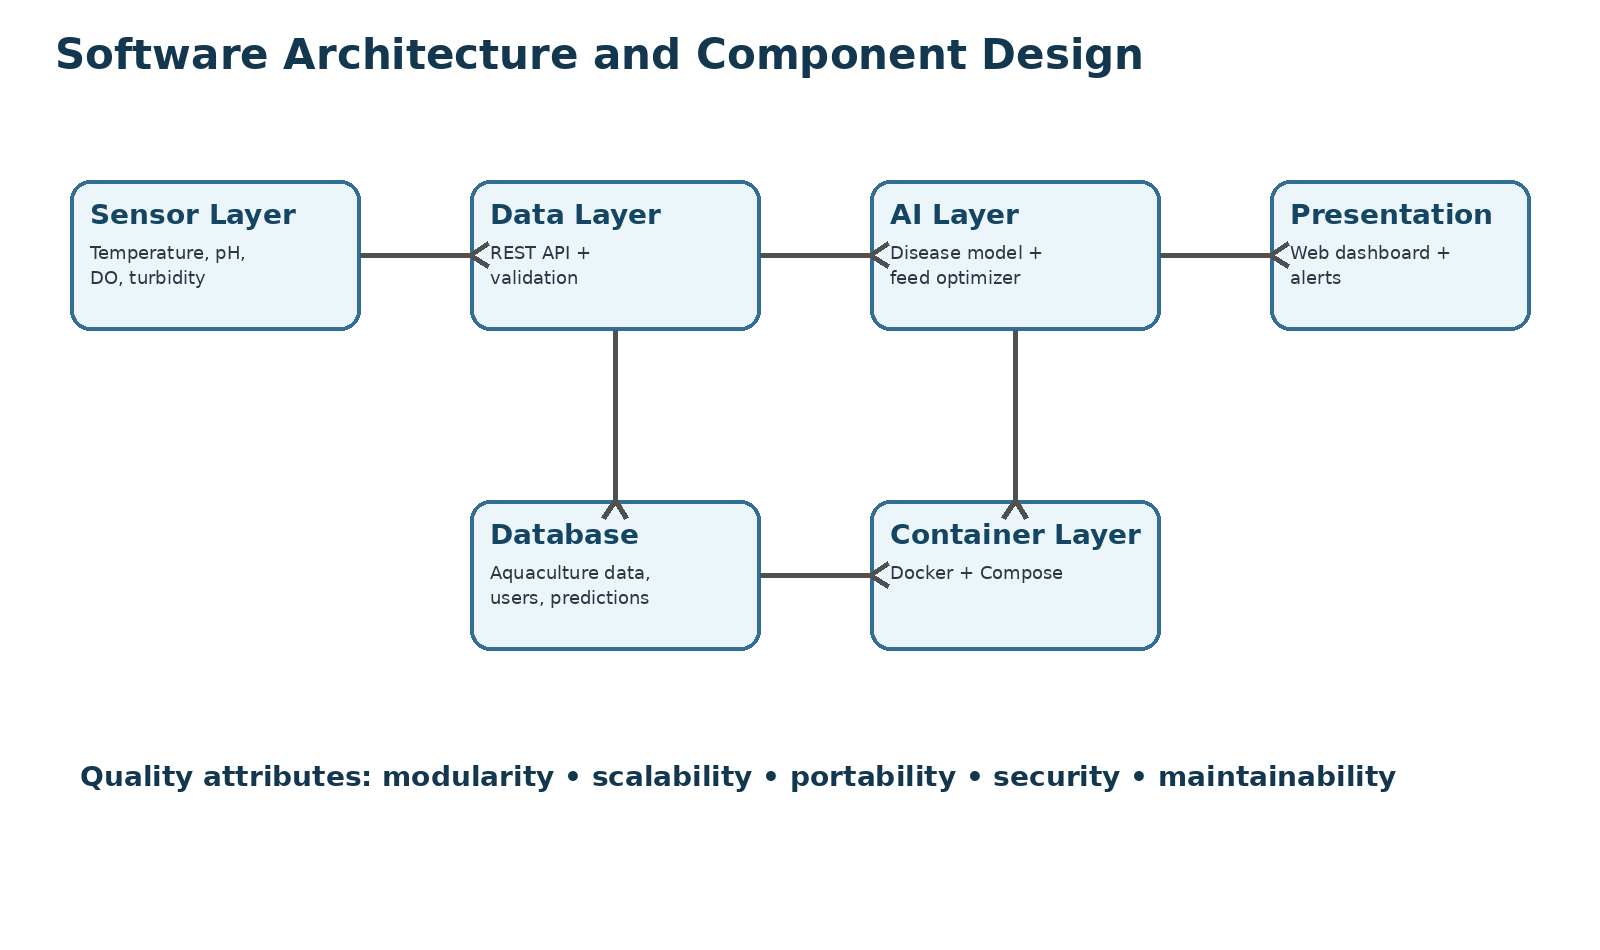 Software Architecture and Component Design
Sensor Layer
Temperature, pH,
DO, turbidity
Data Layer
REST API +
validation
AI Layer
Disease model +
feed optimizer
Presentation
Web dashboard +
alerts
Database
Aquaculture data,
users, predictions
Container Layer
Docker + Compose
Quality attributes: modularity • scalability • portability • security • maintainability